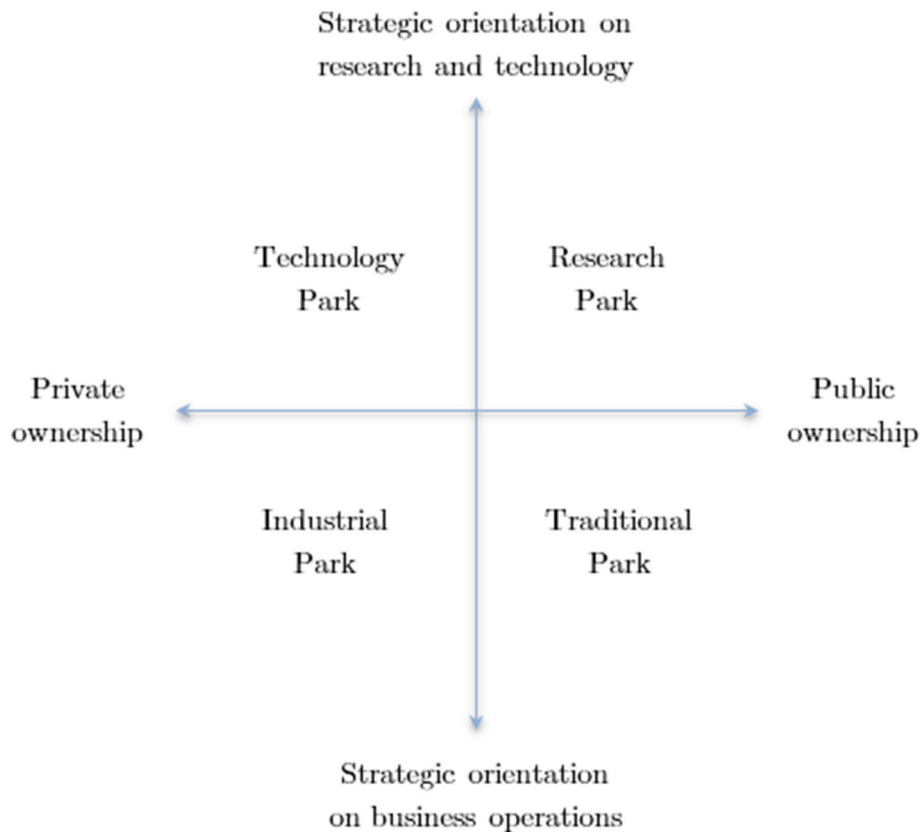 Strategic orientation on
research and technology
Technology
Park
Research
Park
Private
ownership
Public
ownership
Industrial
Park
Traditional
Park
Strategic orientation
on business operations